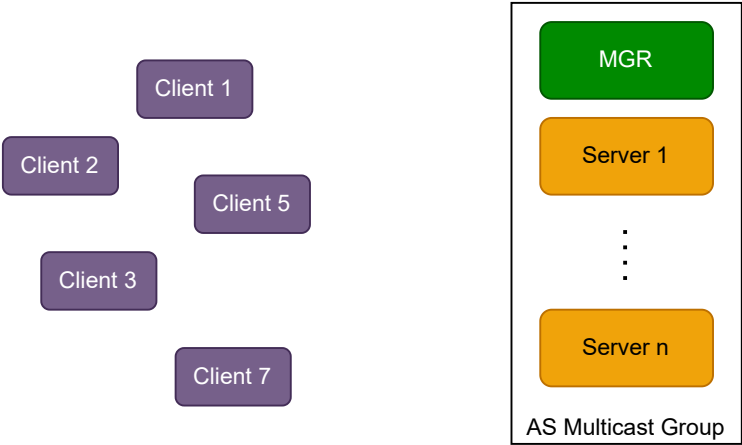 Client 1
Client 2
Client 5
Client 3
Client 7
MGR
Server 1
Server n
AS Multicast Group